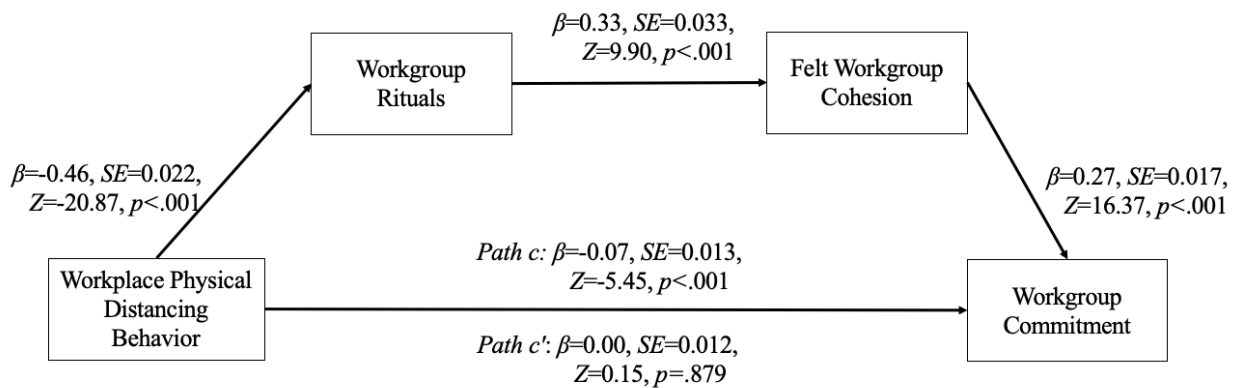 β=0.33, SE=0.033,
Z=9.90, p<.001
Workgroup
Rituals
Felt Workgroup
Cohesion
β=-0.46, SE=0.022,
Z=-20.87, p<.001
β=0.27, SE=0.017,
Z=16.37, p<.001
Path c: β=-0.07, SE=0.013,
Z=-5.45, p<.001
Workplace Physical
Distancing
Behavior
Workgroup
Commitment
Path c': β=0.00, SE=0.012,
Z=0.15, p=.879